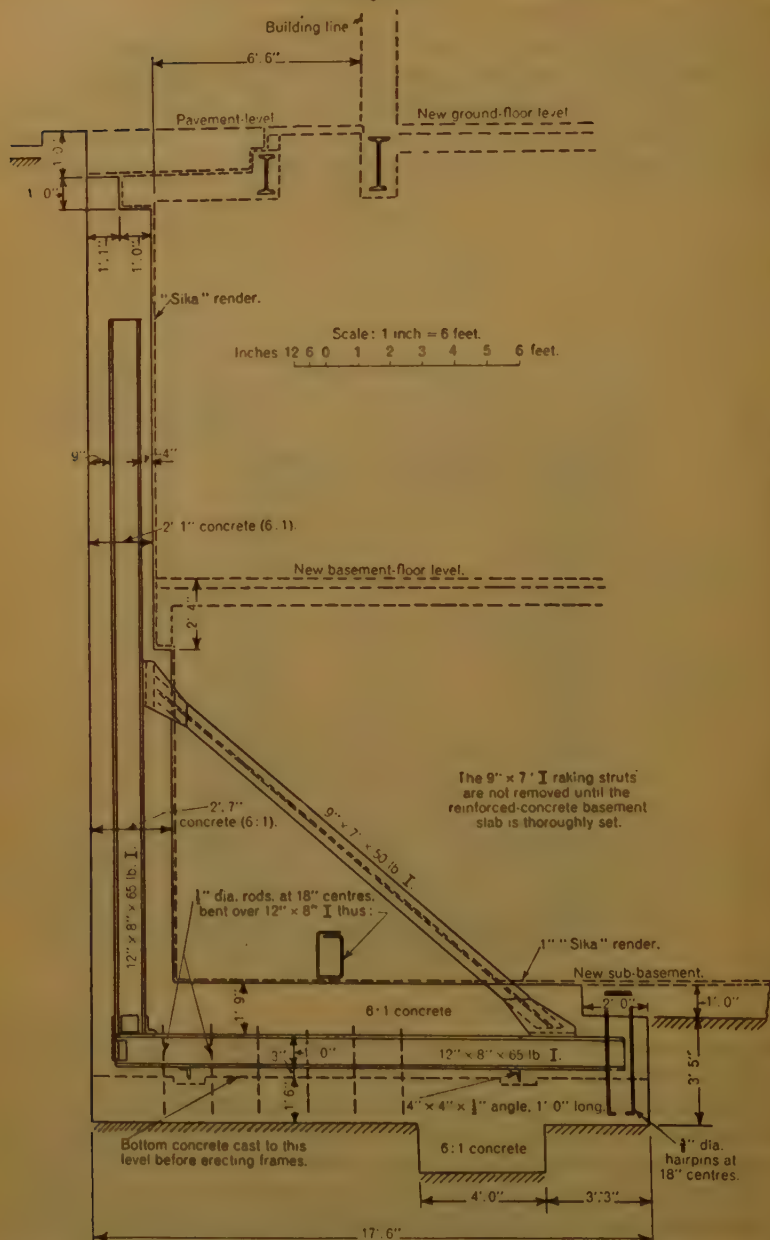 Building line
6'. 6"
Pavement-level
New ground-floor level
1'. 0"
1'. 1"
1'. 0"
"Sika" render.
Scale: 1 inch = 6 feet.
Inches 12 6 0 1 2 3 4 5 6 feet.
9"
4"
2'. 1" concrete (6:1).
New basement-floor level.
2'. 4"
The 9" × 7" I raking struts
are not removed until the
reinforced-concrete basement
slab is thoroughly set.
2'. 7"
concrete (6:1).
9" × 7" × 50 lb. I.
12" × 8" × 65 lb. I.
dia. rods. at 18" centres.
bent over 12" × 8" I thus:
1" "Sika" render.
New sub-basement.
1'. 9"
6:1 concrete
2'. 0"
1'. 0"
3"
1'. 0"
12" × 8" × 65 lb I.
3'. 5"
1'. 6"
4" × 4" × ½" angle, 1'. 0" long.
Bottom concrete cast to this
level before erecting frames.
6:1 concrete
dia.
hairpins at
18" centres.
4'. 0"
3'. 3"
17'. 6"